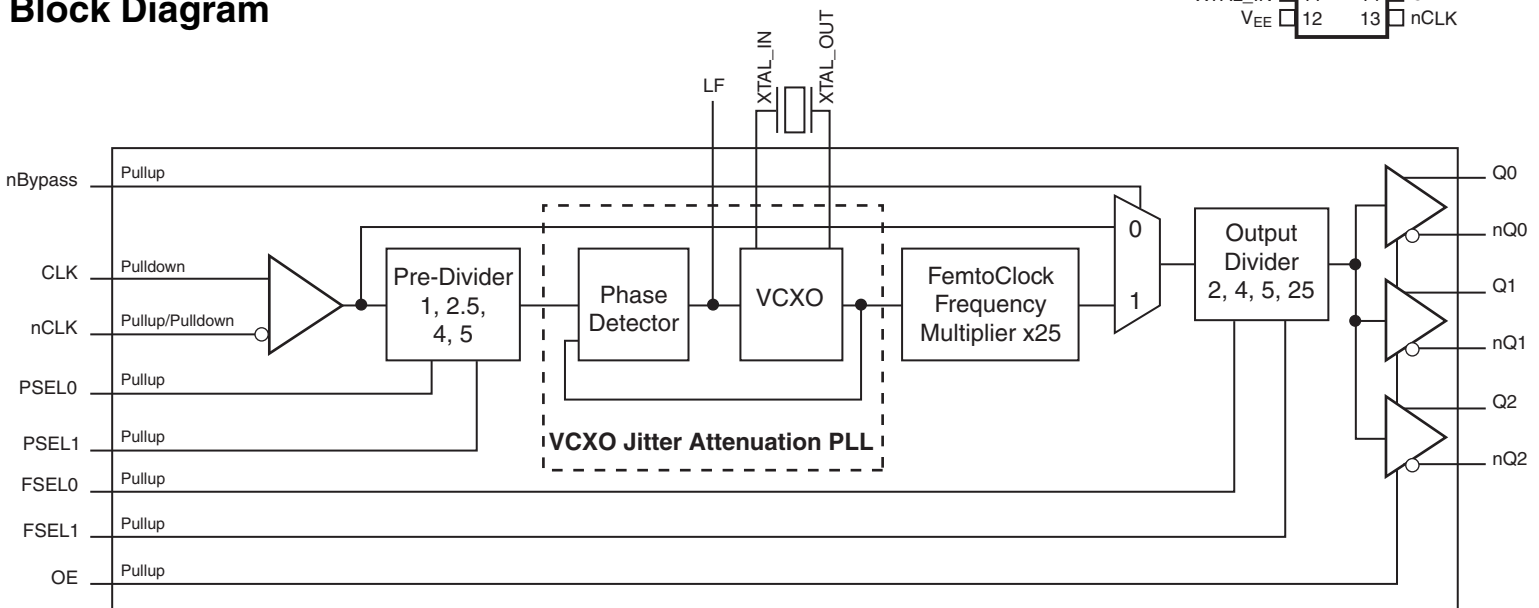 Block Diagram
V_EE 12 13 nCLK
XTAL_IN
XTAL_OUT
LF
nBypass Pullup
CLK Pulldown
nCLK Pullup/Pulldown
PSEL0 Pullup
PSEL1 Pullup
FSEL0 Pullup
FSEL1 Pullup
OE Pullup
Pre-Divider
1, 2.5,
4, 5
Phase
Detector
VCXO
VCXO Jitter Attenuation PLL
FemtoClock
Frequency
Multiplier x25
0
1
Output
Divider
2, 4, 5, 25
Q0
nQ0
Q1
nQ1
Q2
nQ2